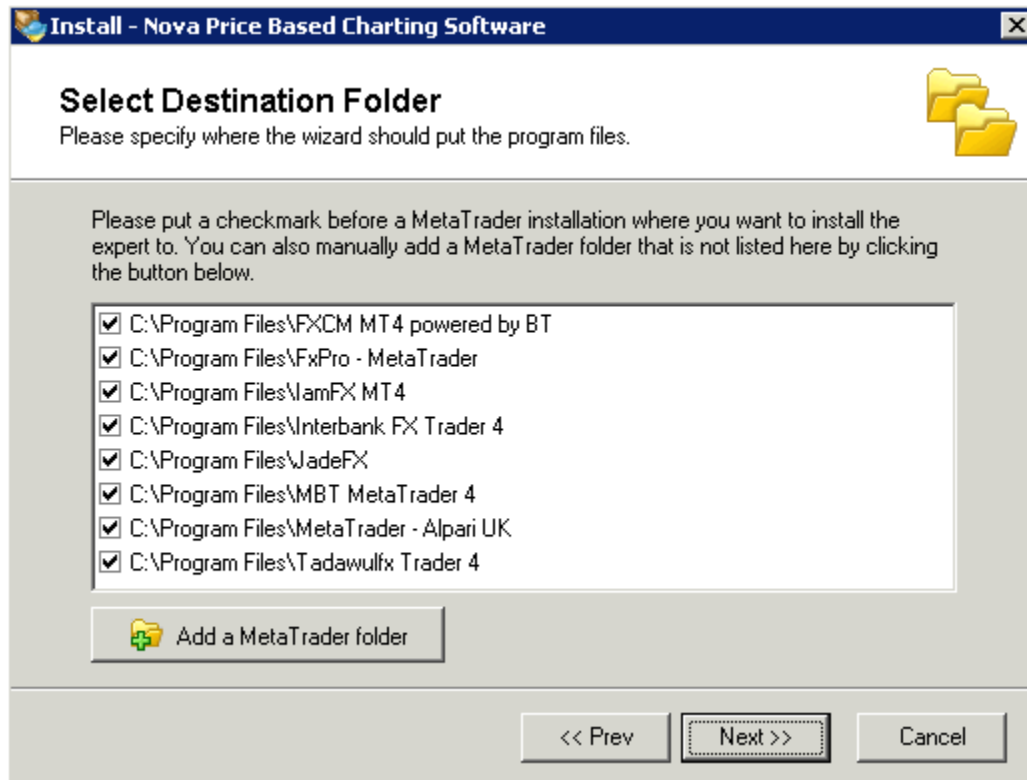 Install - Nova Price Based Charting Software
Select Destination Folder
Please specify where the wizard should put the program files.
Please put a checkmark before a MetaTrader installation where you want to install the
expert to. You can also manually add a MetaTrader folder that is not listed here by clicking
the button below.
C:\Program Files\FXCM MT4 powered by BT
C:\Program Files\FxPro - MetaTrader
C:\Program Files\IamFX MT4
C:\Program Files\Interbank FX Trader 4
C:\Program Files\JadeFX
C:\Program Files\MBT MetaTrader 4
C:\Program Files\MetaTrader - Alpari UK
C:\Program Files\Tadawulfx Trader 4
Add a MetaTrader folder
<< Prev
Next >>
Cancel